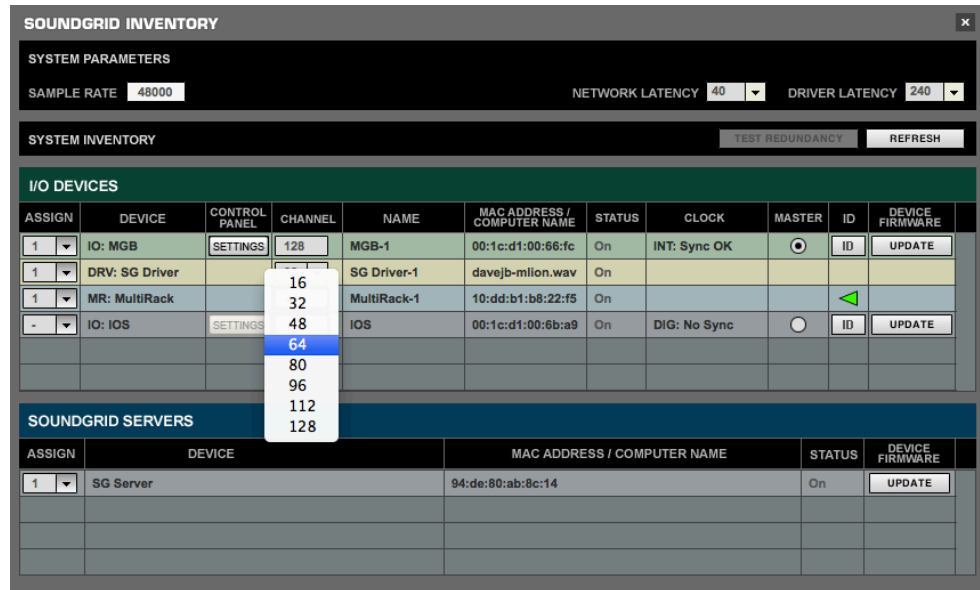 SOUNDGRID INVENTORY x
SYSTEM PARAMETERS
SAMPLE RATE 48000 NETWORK LATENCY 40 DRIVER LATENCY 240
SYSTEM INVENTORY TEST REDUNDANCY REFRESH
I/O DEVICES
ASSIGN DEVICE CONTROL PANEL CHANNEL NAME MAC ADDRESS / COMPUTER NAME STATUS CLOCK MASTER ID DEVICE FIRMWARE
1 IO: MGB SETTINGS 128 MGB-1 00:1c:d1:00:66:fc On INT: Sync OK ID UPDATE
1 DRV: SG Driver SG Driver-1 davejb-mlion.wav On
1 MR: MultiRack MultiRack-1 10:dd:b1:b8:22:f5 On
- IO: IOS SETTINGS IOS 00:1c:d1:00:6b:a9 On DIG: No Sync ID UPDATE
16
32
48
64
80
96
112
128
SOUNDGRID SERVERS
ASSIGN DEVICE MAC ADDRESS / COMPUTER NAME STATUS DEVICE FIRMWARE
1 SG Server 94:de:80:ab:8c:14 On UPDATE